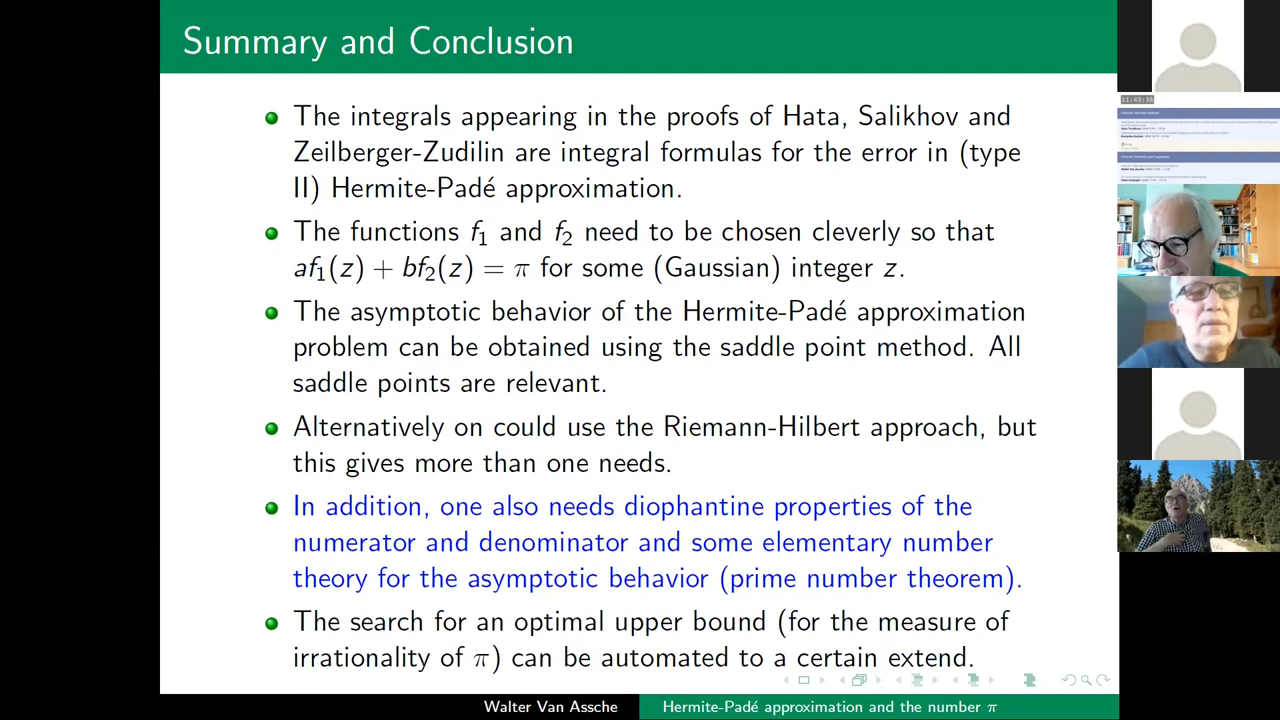 Summary and Conclusion
The integrals appearing in the proofs of Hata, Salikhov and
Zeilberger-Zudilin are integral formulas for the error in (type
II) Hermite-Padé approximation.
The functions f₁ and f₂ need to be chosen cleverly so that
af₁(z) + bf₂(z) = π for some (Gaussian) integer z.
The asymptotic behavior of the Hermite-Padé approximation
problem can be obtained using the saddle point method. All
saddle points are relevant.
Alternatively on could use the Riemann-Hilbert approach, but
this gives more than one needs.
In addition, one also needs diophantine properties of the
numerator and denominator and some elementary number
theory for the asymptotic behavior (prime number theorem).
The search for an optimal upper bound (for the measure of
irrationality of π) can be automated to a certain extend.
Walter Van Assche
Hermite-Padé approximation and the number π
11:43:38